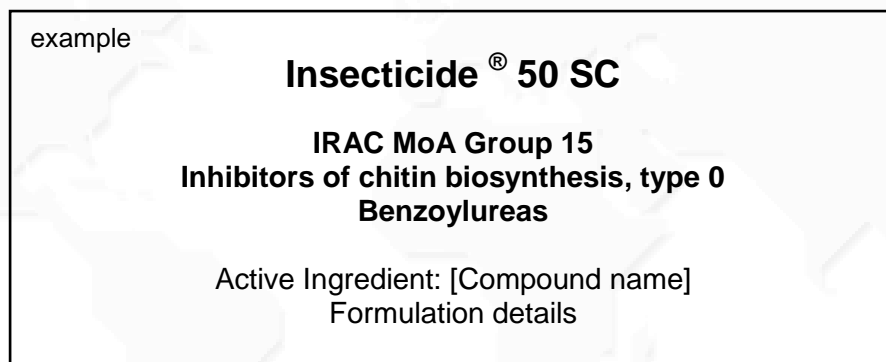 example
Insecticide ® 50 SC
IRAC MoA Group 15
Inhibitors of chitin biosynthesis, type 0
Benzoylureas
Active Ingredient: [Compound name]
Formulation details